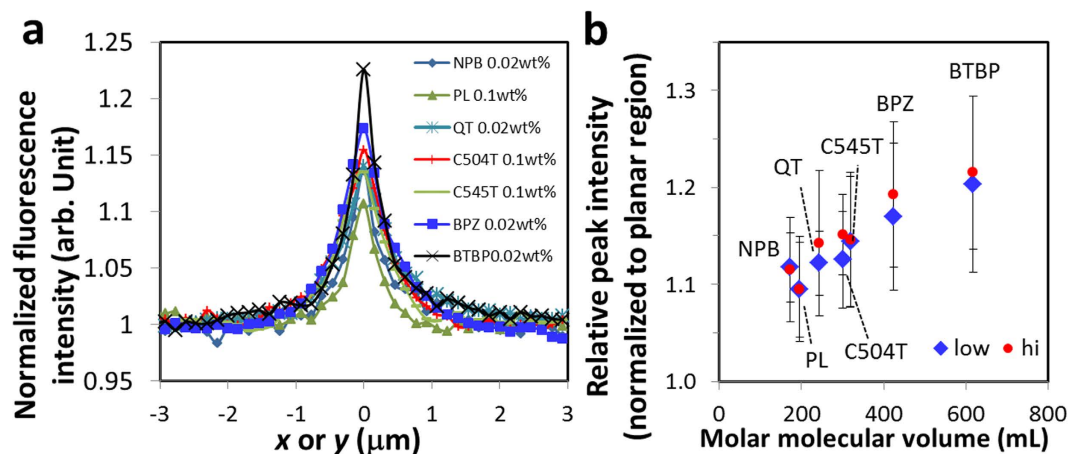 a
Normalized fluorescence
intensity (arb. Unit)
1.25
1.2
1.15
1.1
1.05
1
0.95
-3
-2
-1
0
1
2
3
x or y (μm)
NPB 0.02wt%
PL 0.1wt%
QT 0.02wt%
C504T 0.1wt%
C545T 0.1wt%
BPZ 0.02wt%
BTBP0.02wt%
b
Relative peak intensity
(normalized to planar region)
1.3
1.2
1.1
1.0
0
200
400
600
800
Molar molecular volume (mL)
NPB
QT
PL
C545T
C504T
BPZ
BTBP
low
hi